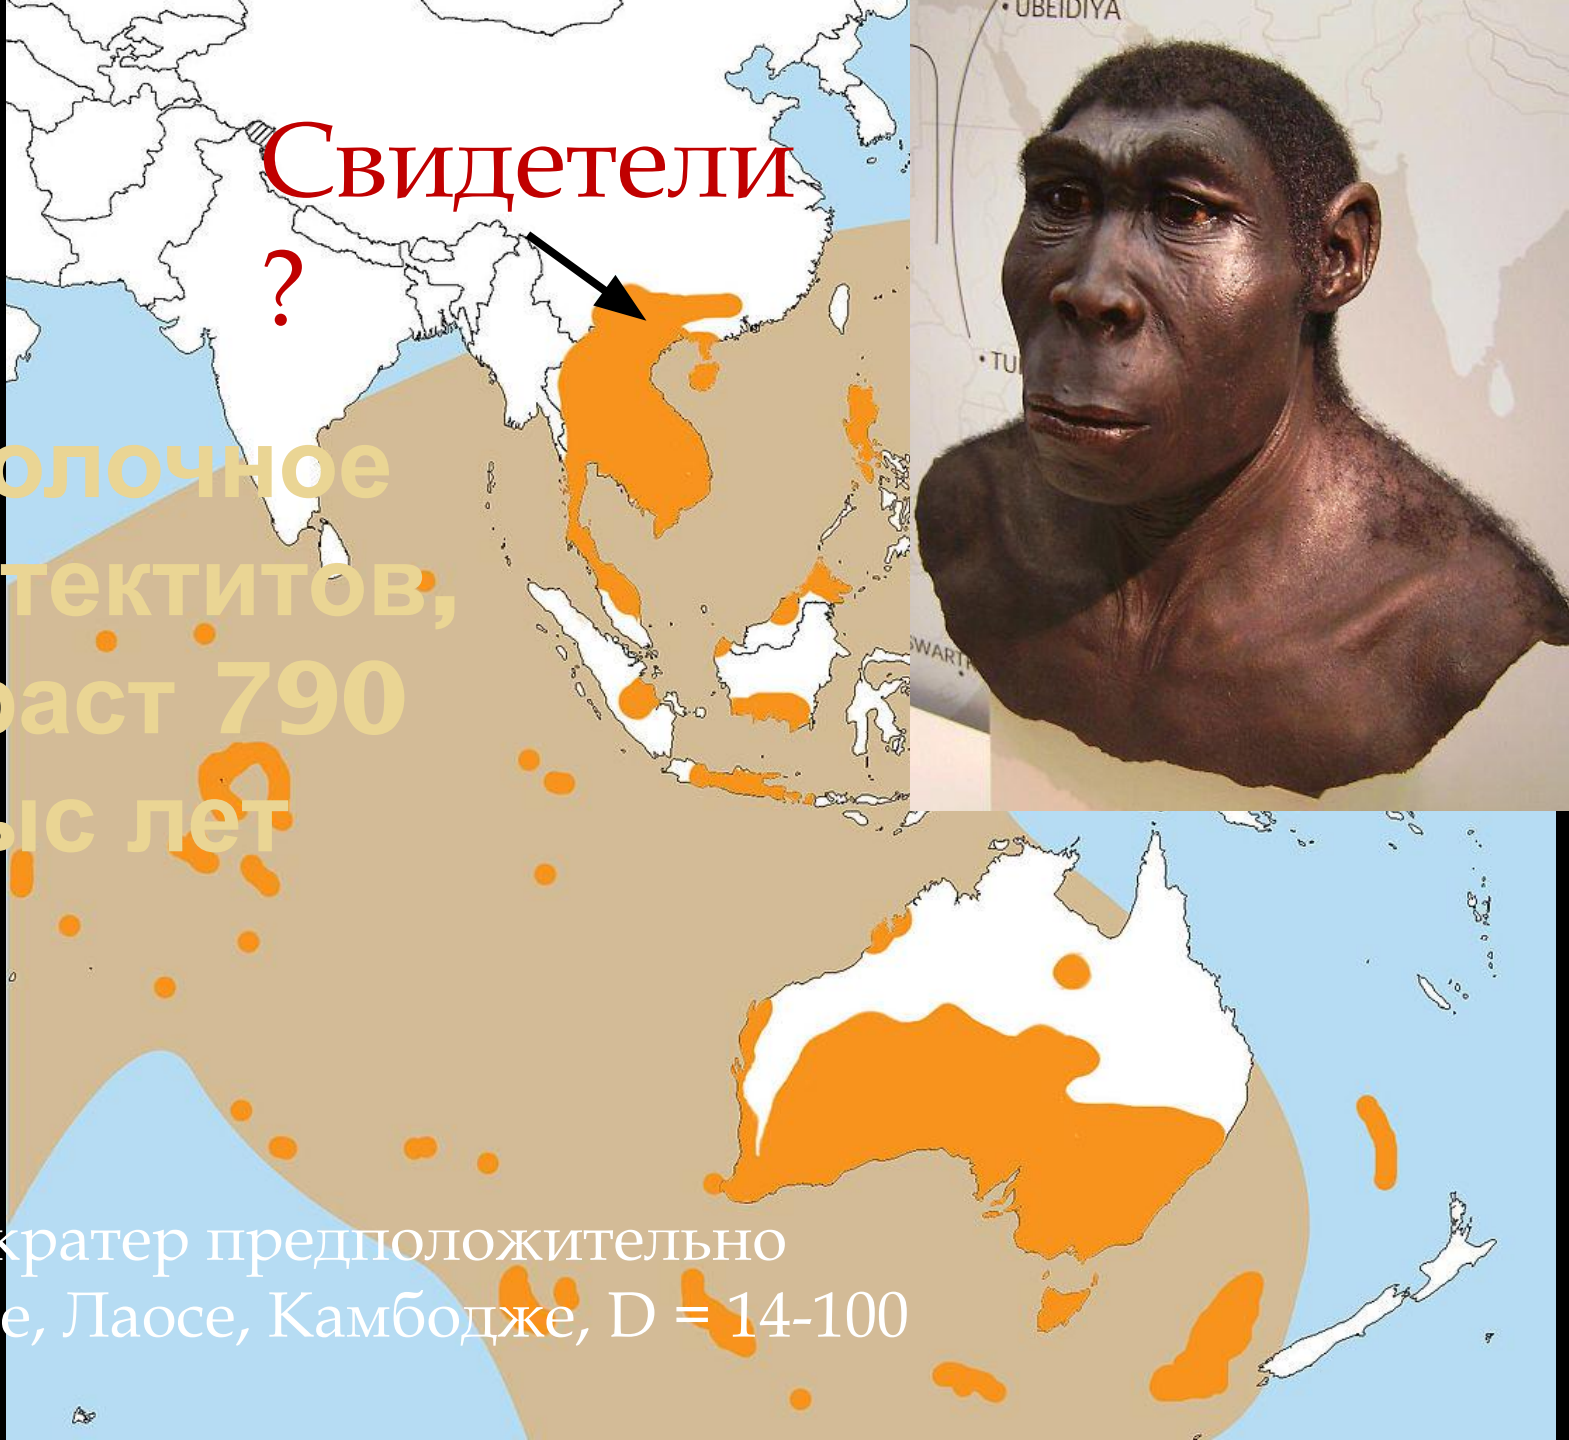 • UBEIDIYA
Свидетели
?
• TU
олочное
тектитов,
раст 790
ыс лет
SWART
кратер предположительно
е, Лаосе, Камбодже, D = 14-100